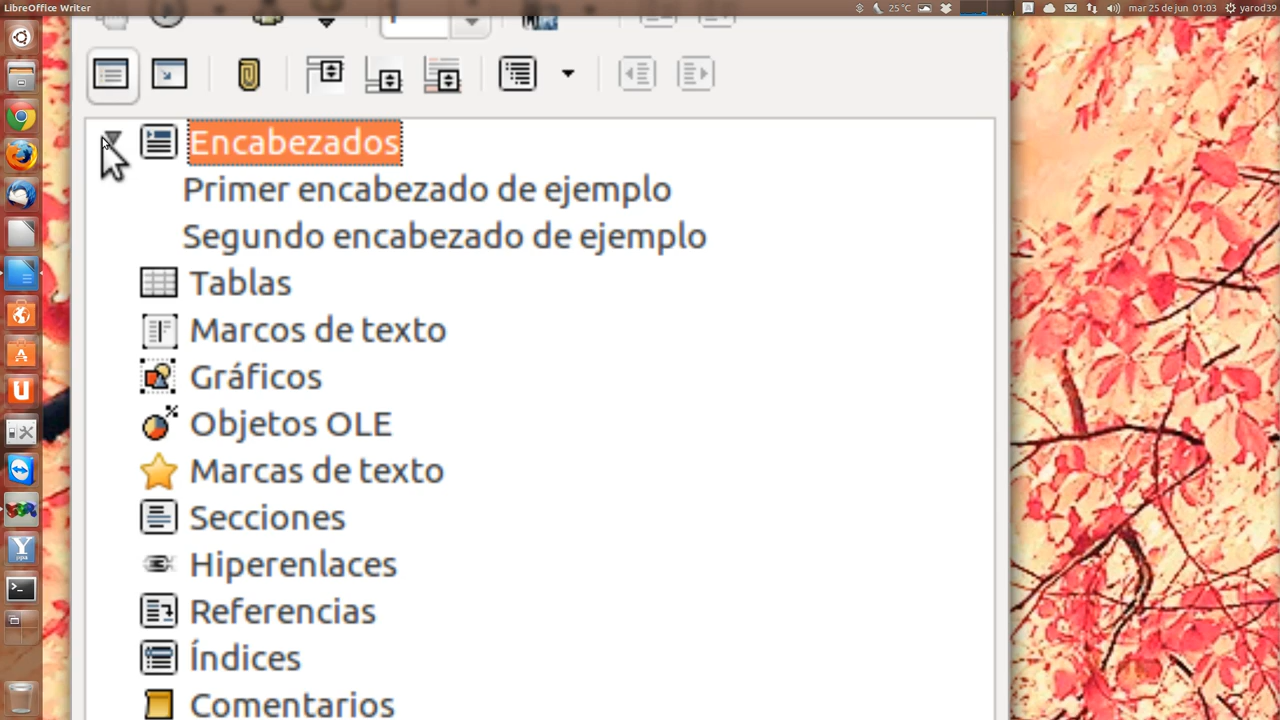 LibreOffice Writer
25 °C
mar 25 de jun 01:03
yarod39
Encabezados
Primer encabezado de ejemplo
Segundo encabezado de ejemplo
Tablas
Marcos de texto
Gráficos
Objetos OLE
Marcas de texto
Secciones
Hiperenlaces
Referencias
Índices
Comentarios